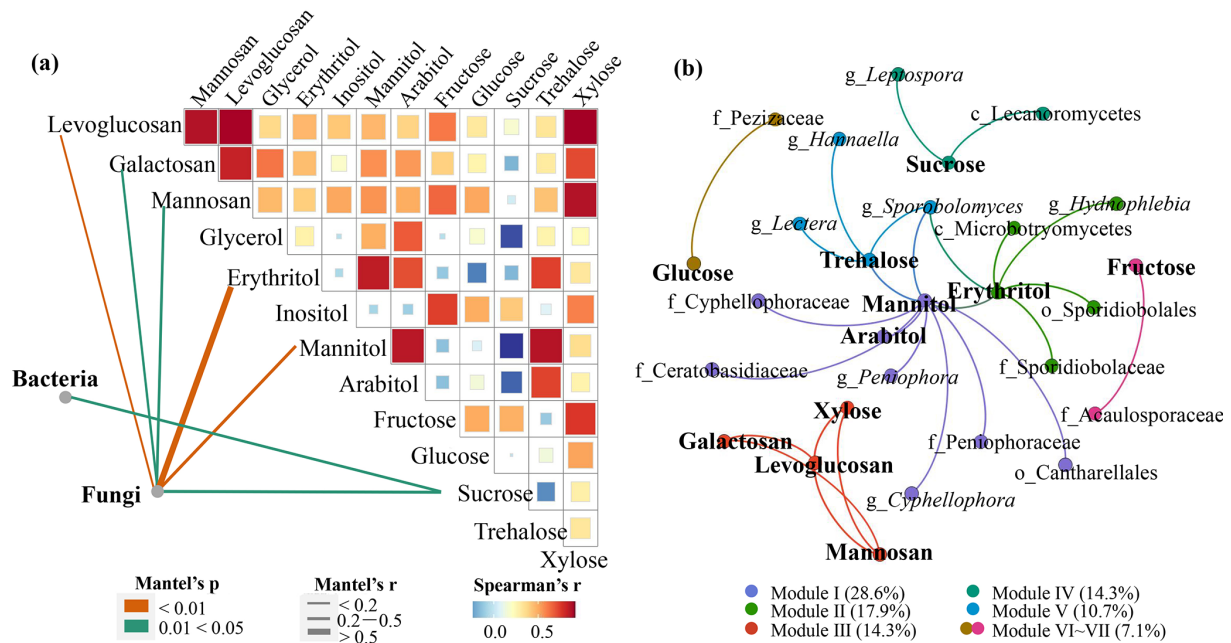 (a)
Mannosan
Levoglucosan
Glycerol
Erythritol
Inositol
Mannitol
Arabitol
Fructose
Glucose
Sucrose
Trehalose
Xylose
Levoglucosan
Galactosan
Mannosan
Glycerol
Erythritol
Inositol
Mannitol
Arabitol
Fructose
Glucose
Sucrose
Trehalose
Xylose
Bacteria
Fungi
Mantel's p
< 0.01
0.01 < 0.05
Mantel's r
< 0.2
0.2－0.5
> 0.5
Spearman's r
0.0 0.5
(b)
g_Leptospora
f_Pezizaceae
c_Lecanoromycetes
g_Hannaella
Sucrose
g_Sporobolomyces
g_Hydnophlebia
g_Lectera
c_Microbotryomycetes
Glucose
Trehalose
Fructose
Erythritol
f_Cyphellophoraceae
Mannitol
o_Sporidiobolales
Arabitol
f_Ceratobasidiaceae
g_Peniophora
f_Sporidiobolaceae
Xylose
f_Acaulosporaceae
Galactosan
f_Peniophoraceae
Levoglucosan
o_Cantharellales
g_Cyphellophora
Mannosan
Module I (28.6%)
Module II (17.9%)
Module III (14.3%)
Module IV (14.3%)
Module V (10.7%)
Module VI~VII (7.1%)